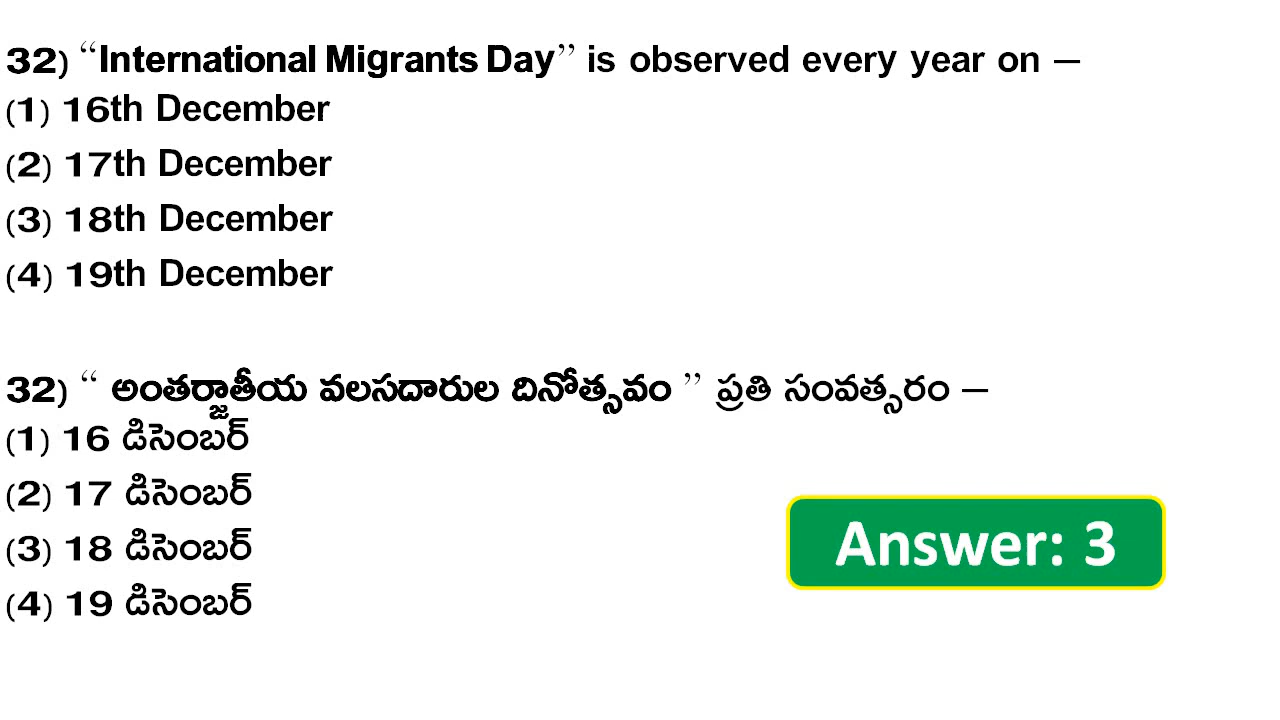 32) “International Migrants Day” is observed every year on –
(1) 16th December
(2) 17th December
(3) 18th December
(4) 19th December
32) “ అంతర్జాతీయ వలసదారుల దినోత్సవం ” ప్రతి సంవత్సరం –
(1) 16 డిసెంబర్
(2) 17 డిసెంబర్
(3) 18 డిసెంబర్
(4) 19 డిసెంబర్
Answer: 3